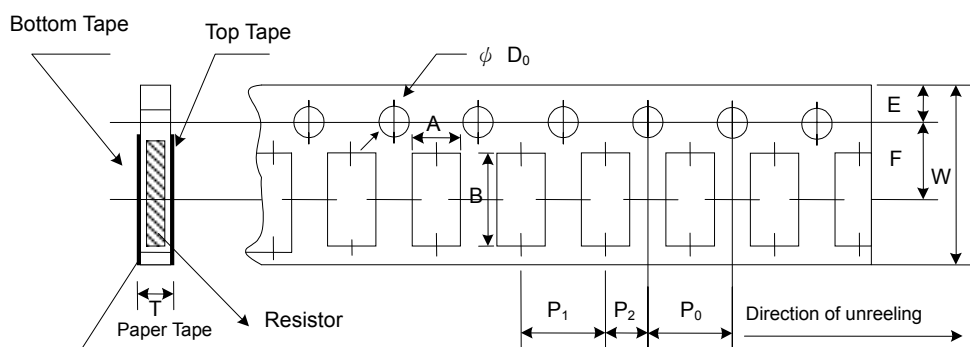 Bottom Tape
Top Tape
ϕ D₀
E
A
F
B
W
T
Paper Tape
Resistor
P₁
P₂
P₀
Direction of unreeling